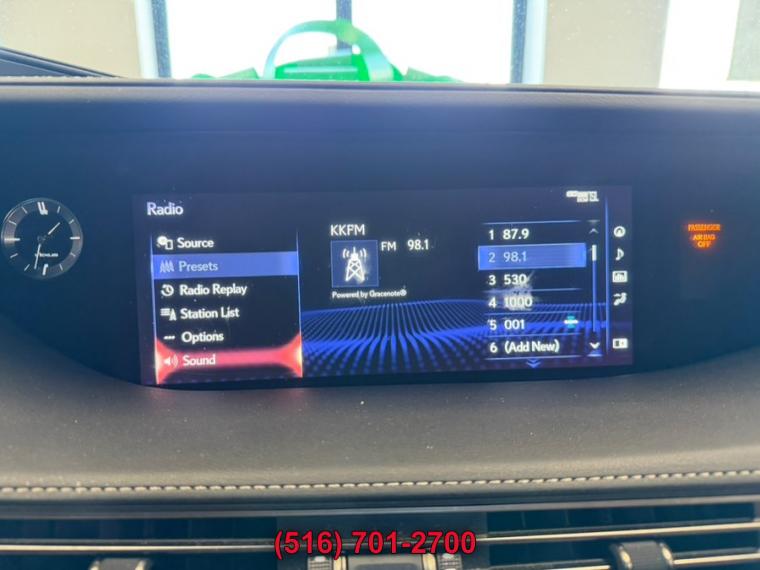 Radio
Source
Presets
Radio Replay
Station List
Options
Sound
KKFM
FM 98.1
Powered by Gracenote®
1 87.9
2 98.1
3 530
4 1000
5 001
6 (Add New)
PASSENGER
AIR BAG
OFF
(516) 701-2700